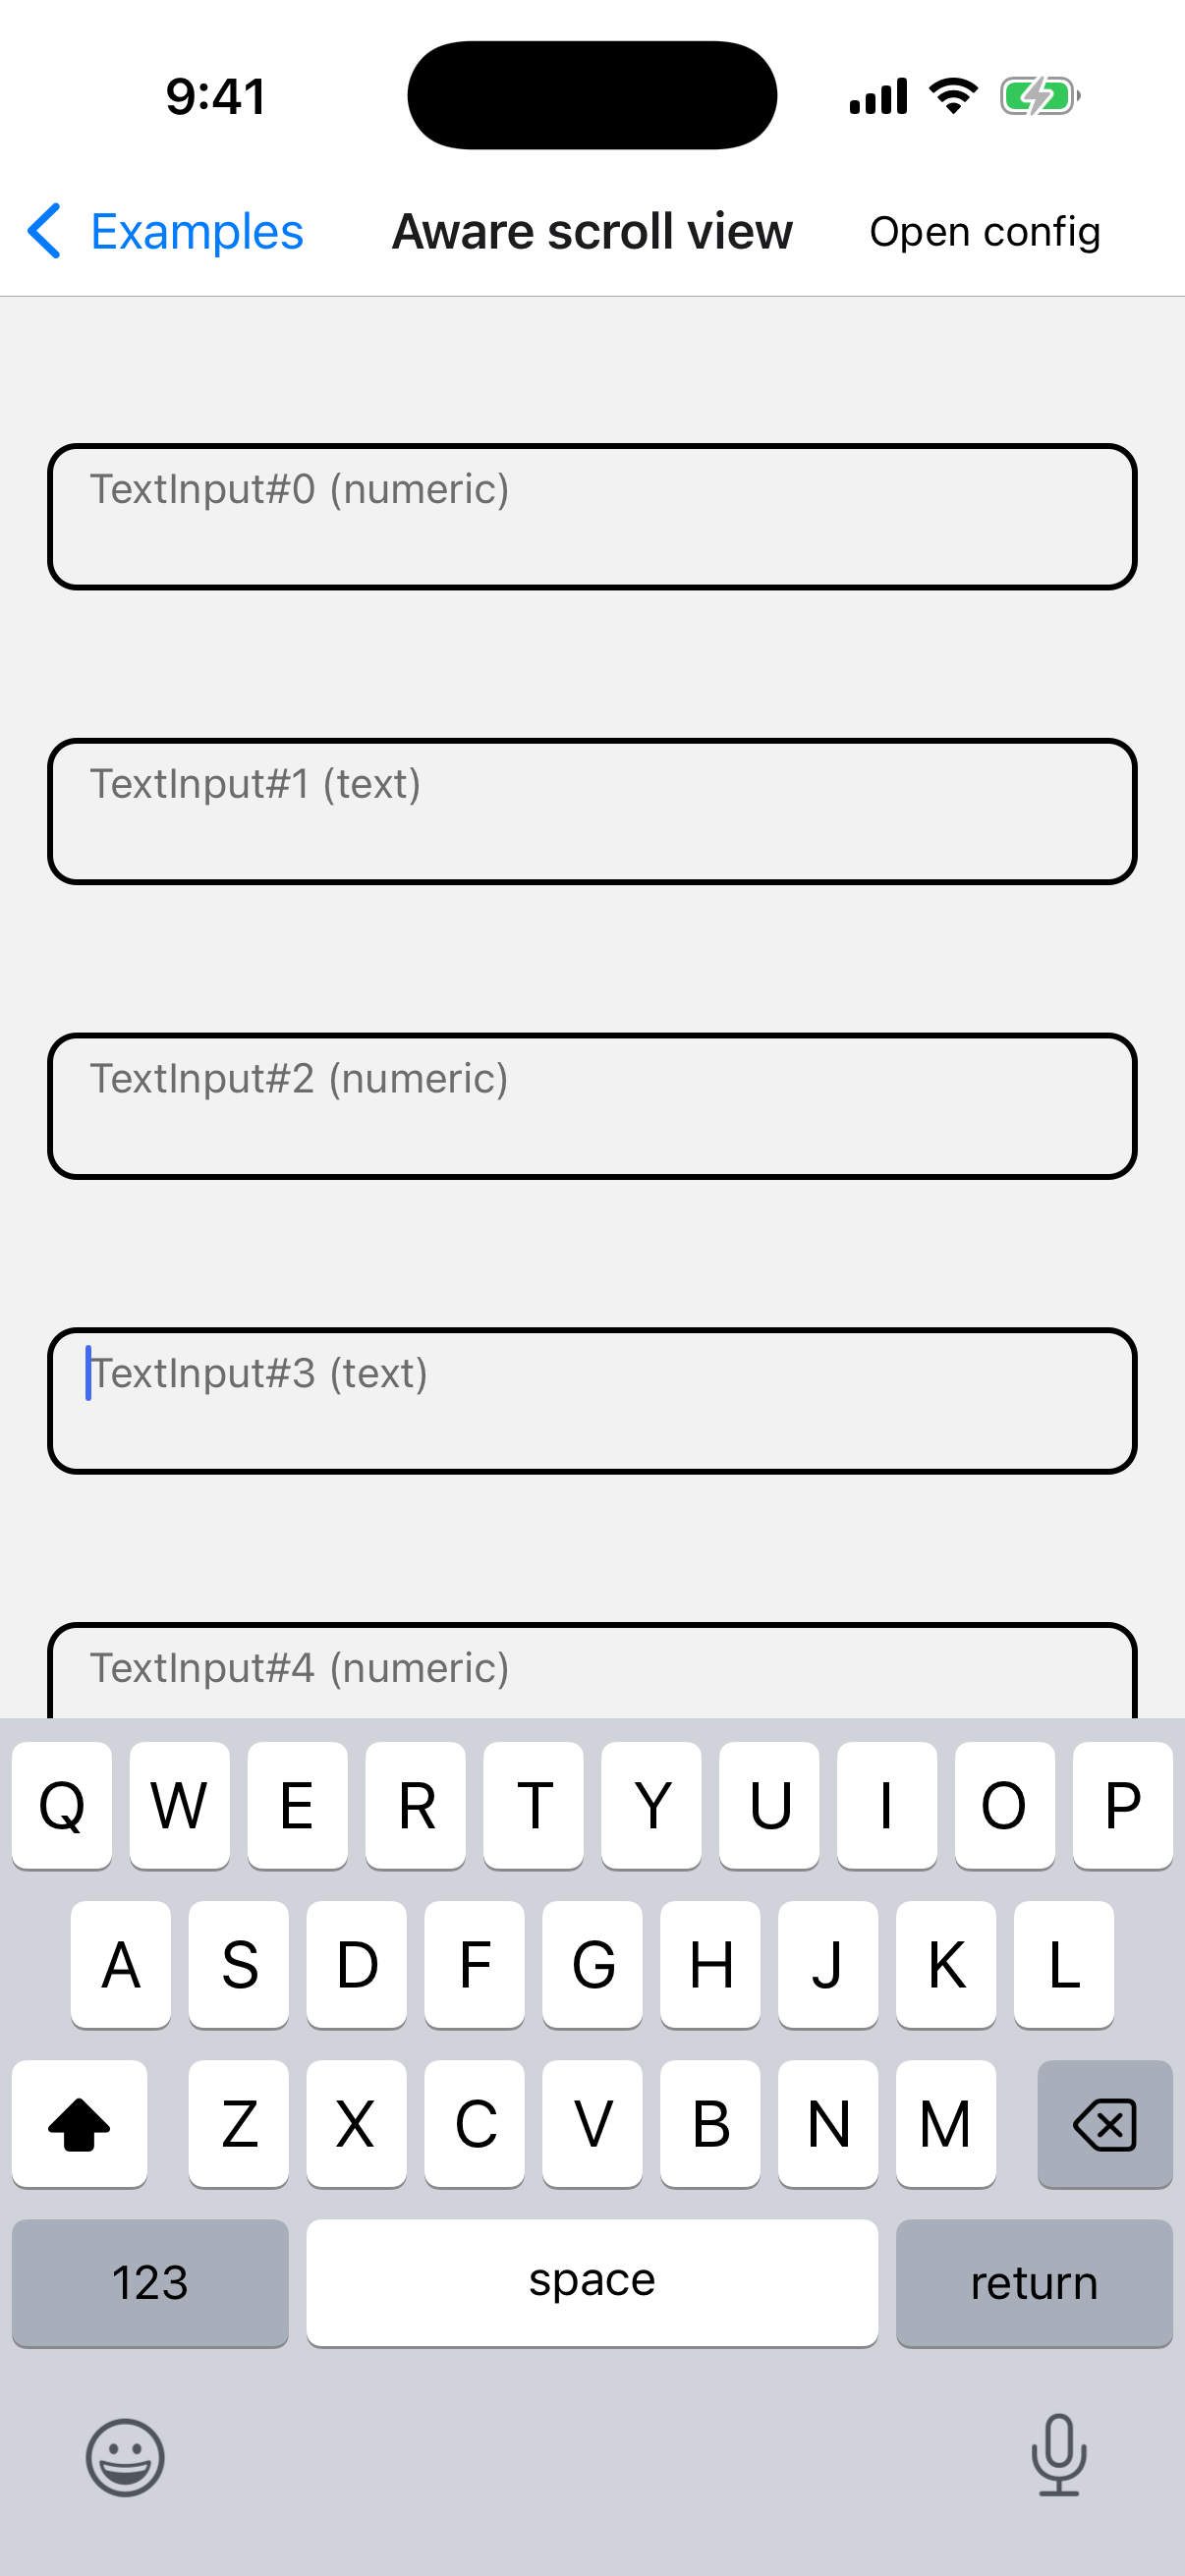 9:41
Examples Aware scroll view Open config
TextInput#0 (numeric)
TextInput#1 (text)
TextInput#2 (numeric)
TextInput#3 (text)
TextInput#4 (numeric)
Q W E R T Y U I O P
A S D F G H J K L
Z X C V B N M
123 space return